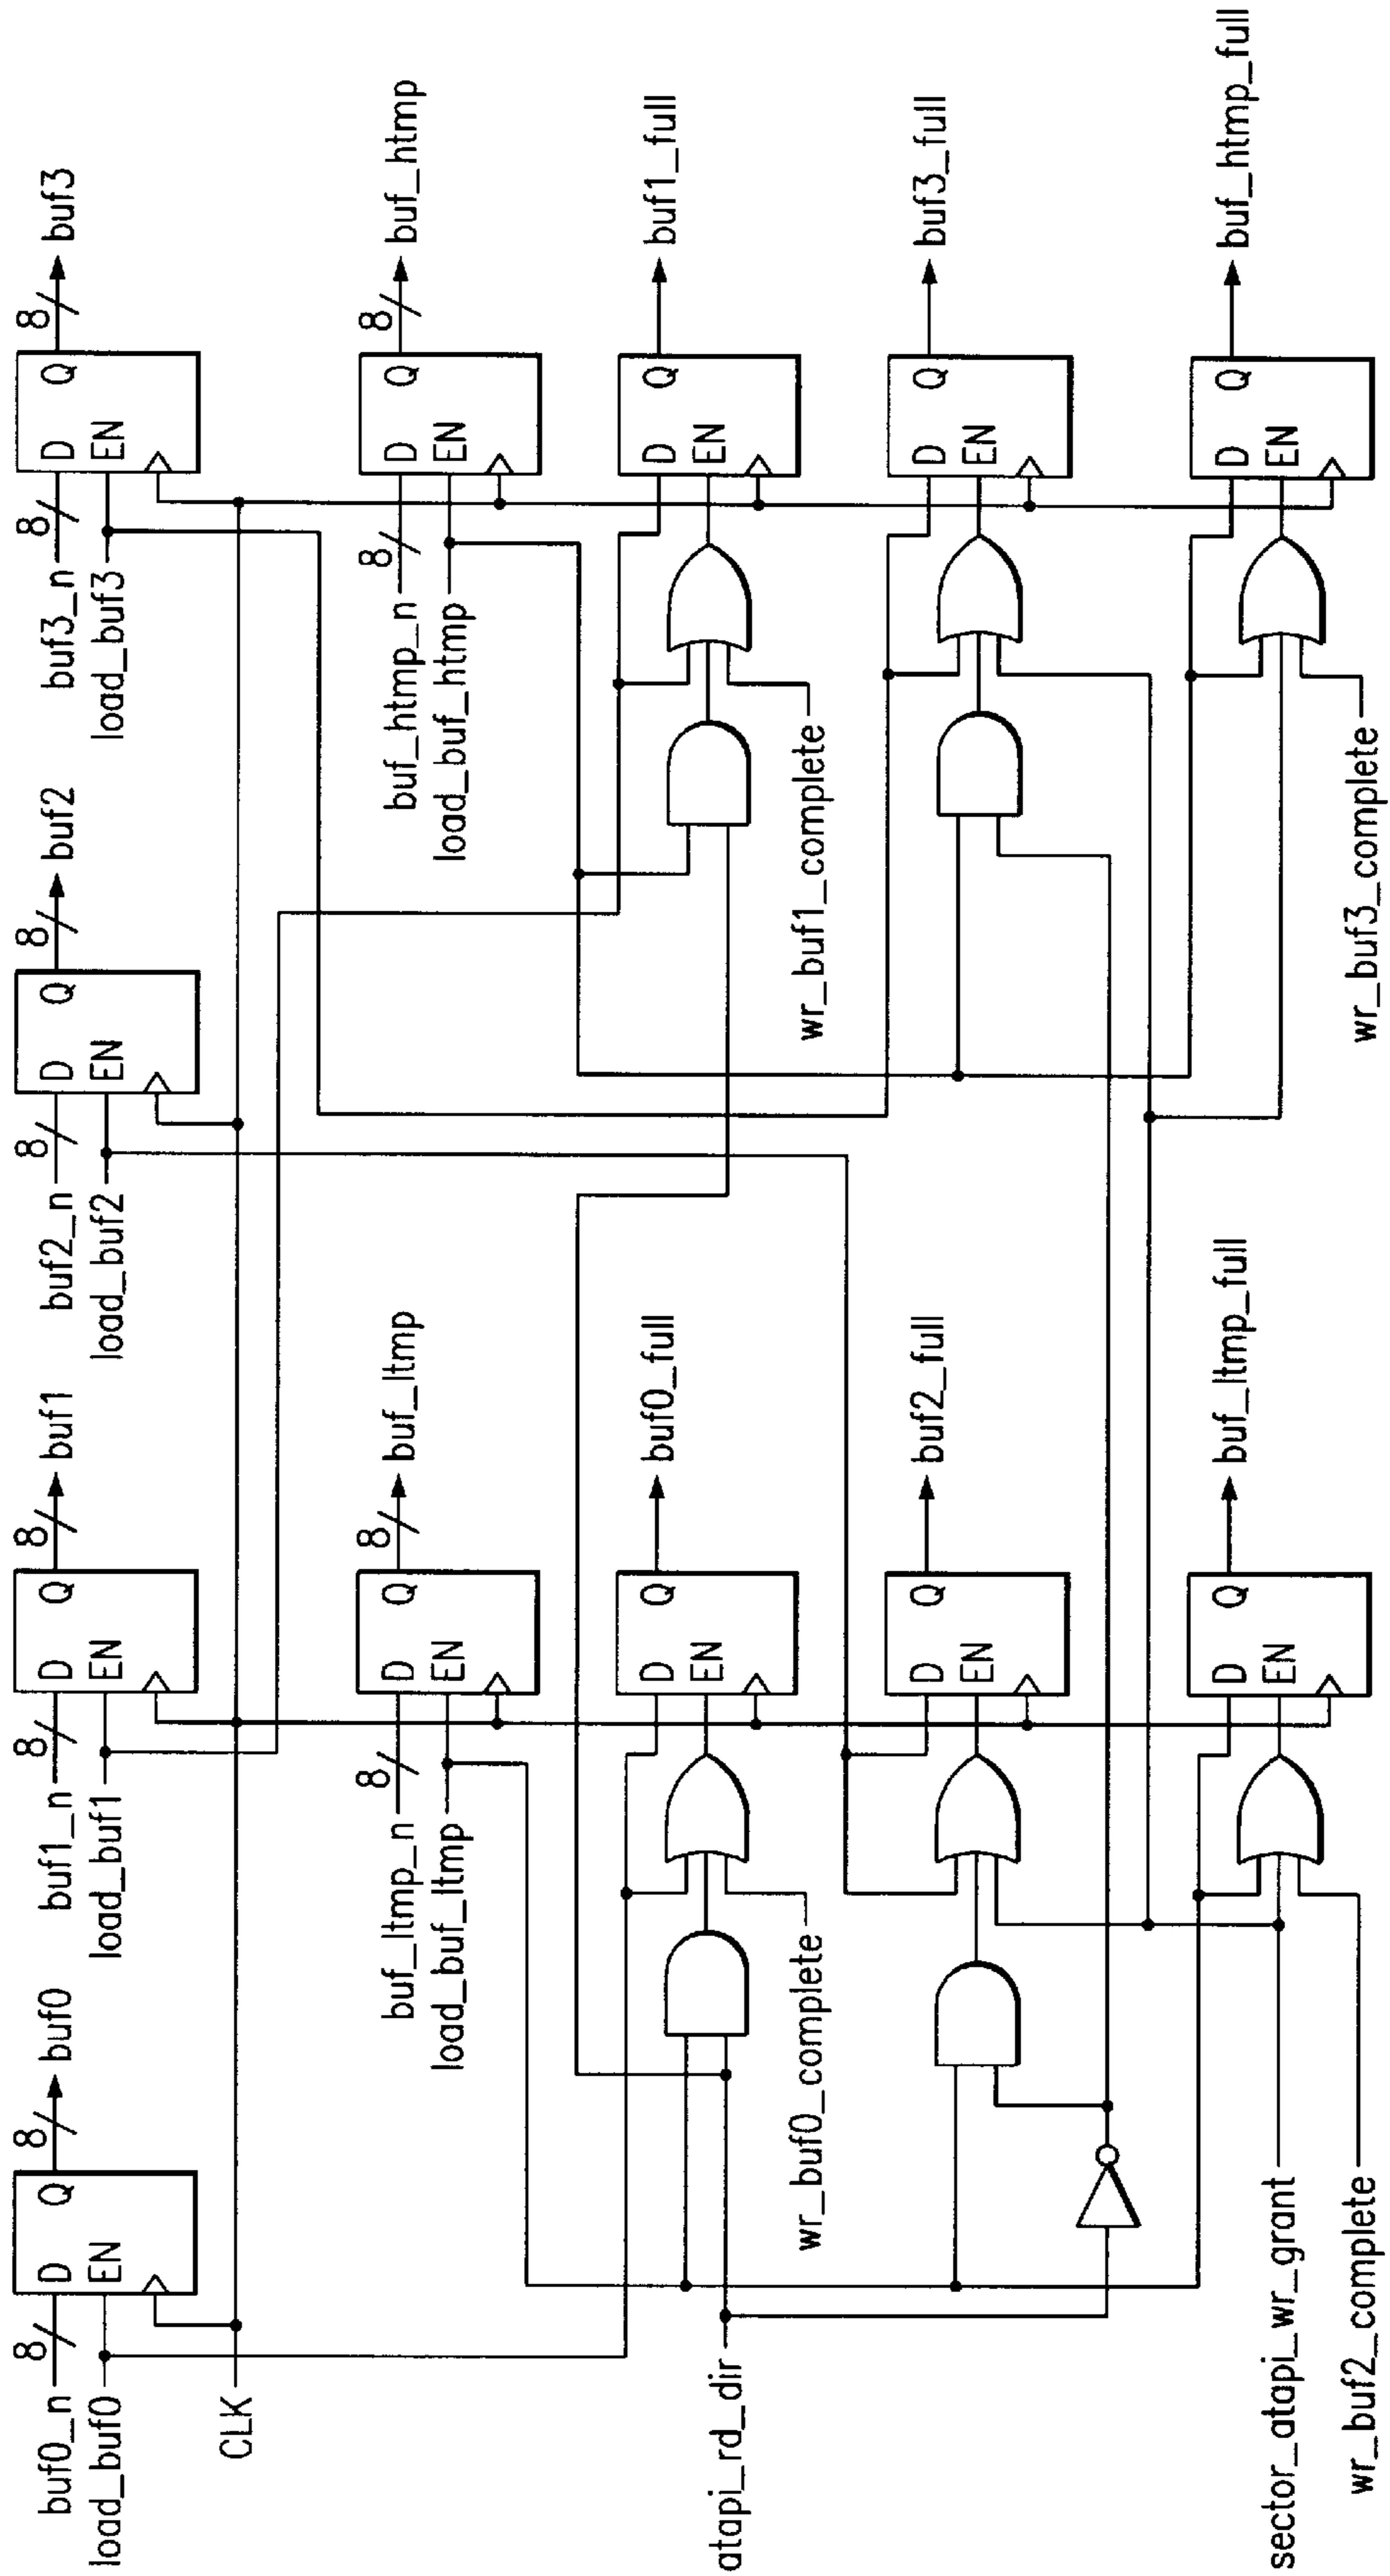 buf0_n 8 D Q 8 buf0
load_buf0 EN
buf1_n 8 D Q 8 buf1
load_buf1 EN
buf2_n 8 D Q 8 buf2
load_buf2 EN
buf3_n 8 D Q 8 buf3
load_buf3 EN
CLK
buf_ltmp_n 8 D Q 8 buf_ltmp
load_buf_ltmp EN
buf_htmp_n 8 D Q 8 buf_htmp
load_buf_htmp EN
D Q buf0_full
EN
atapi_rd_dir
wr_buf0_complete
D Q buf1_full
EN
wr_buf1_complete
D Q buf2_full
EN
D Q buf3_full
EN
D Q buf_ltmp_full
EN
sector_atapi_wr_grant
wr_buf2_complete
D Q buf_htmp_full
EN
wr_buf3_complete